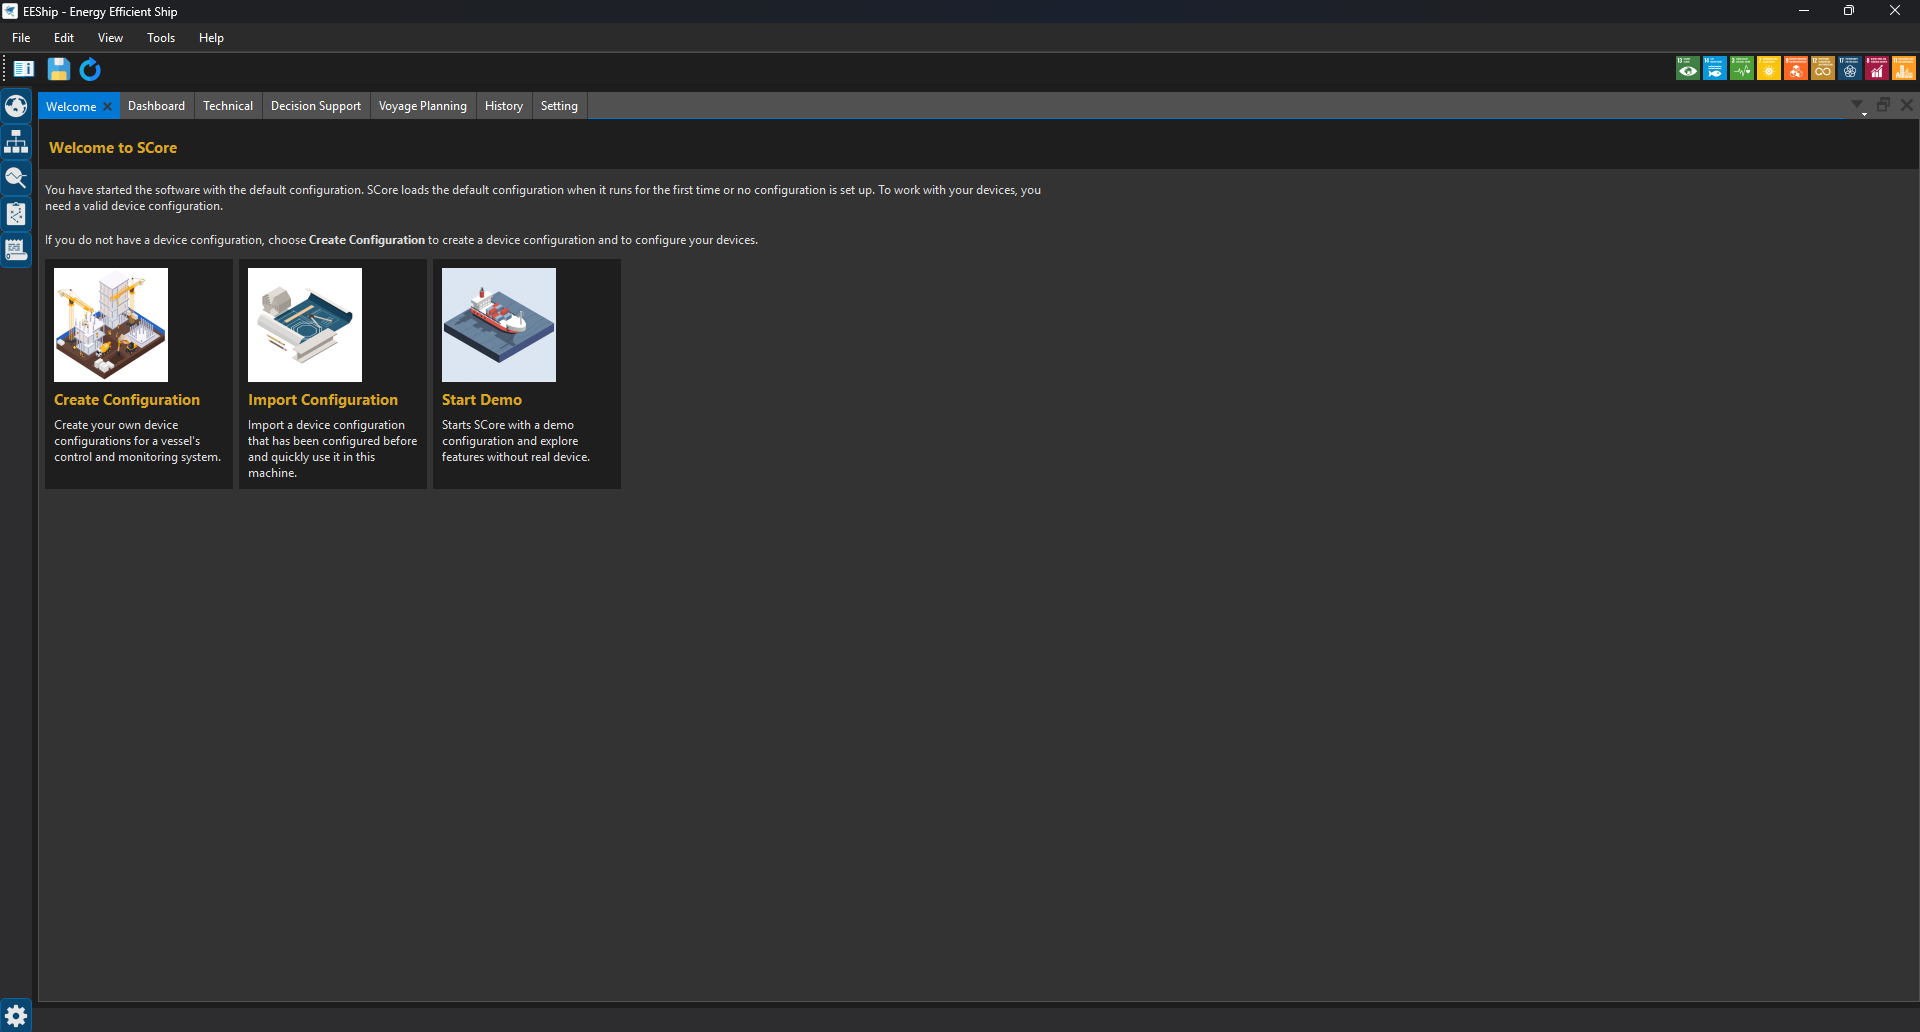 EEShip - Energy Efficient Ship
File Edit View Tools Help
Welcome Dashboard Technical Decision Support Voyage Planning History Setting
Welcome to SCore
You have started the software with the default configuration. SCore loads the default configuration when it runs for the first time or no configuration is set up. To work with your devices, you
need a valid device configuration.
If you do not have a device configuration, choose Create Configuration to create a device configuration and to configure your devices.
Create Configuration
Create your own device
configurations for a vessel's
control and monitoring system.
Import Configuration
Import a device configuration
that has been configured before
and quickly use it in this
machine.
Start Demo
Starts SCore with a demo
configuration and explore
features without real device.